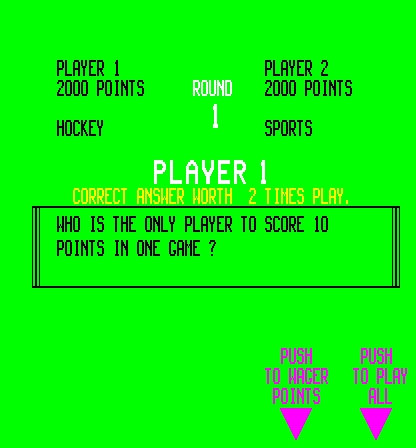 PLAYER 1
PLAYER 2
2000 POINTS
ROUND
2000 POINTS
1
HOCKEY
SPORTS
PLAYER 1
CORRECT ANSWER WORTH 2 TIMES PLAY.
WHO IS THE ONLY PLAYER TO SCORE 10
POINTS IN ONE GAME ?
PUSH
TO WAGER
POINTS
PUSH
TO PLAY
ALL